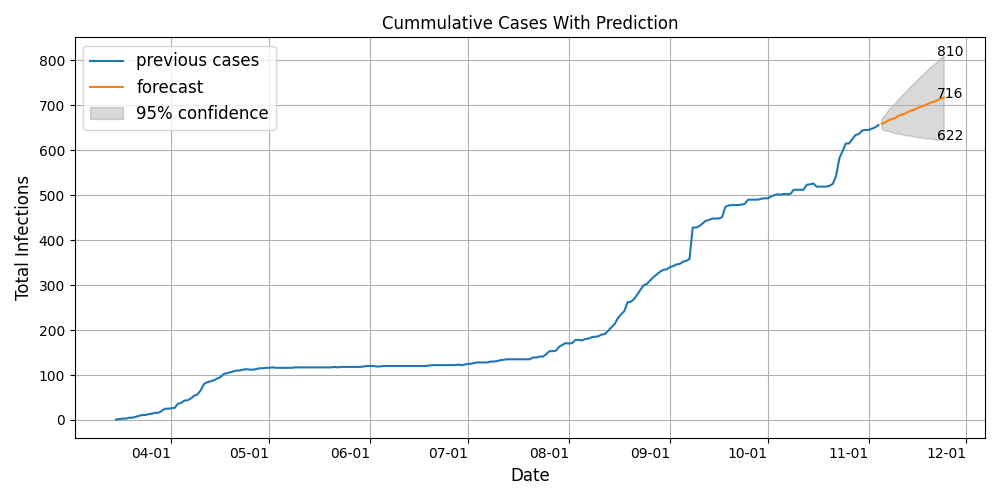 Cummulative Cases With Prediction
previous cases
forecast
95% confidence
810
716
622
Total Infections
800
700
600
500
400
300
200
100
0
04-01 05-01 06-01 07-01 08-01 09-01 10-01 11-01 12-01
Date